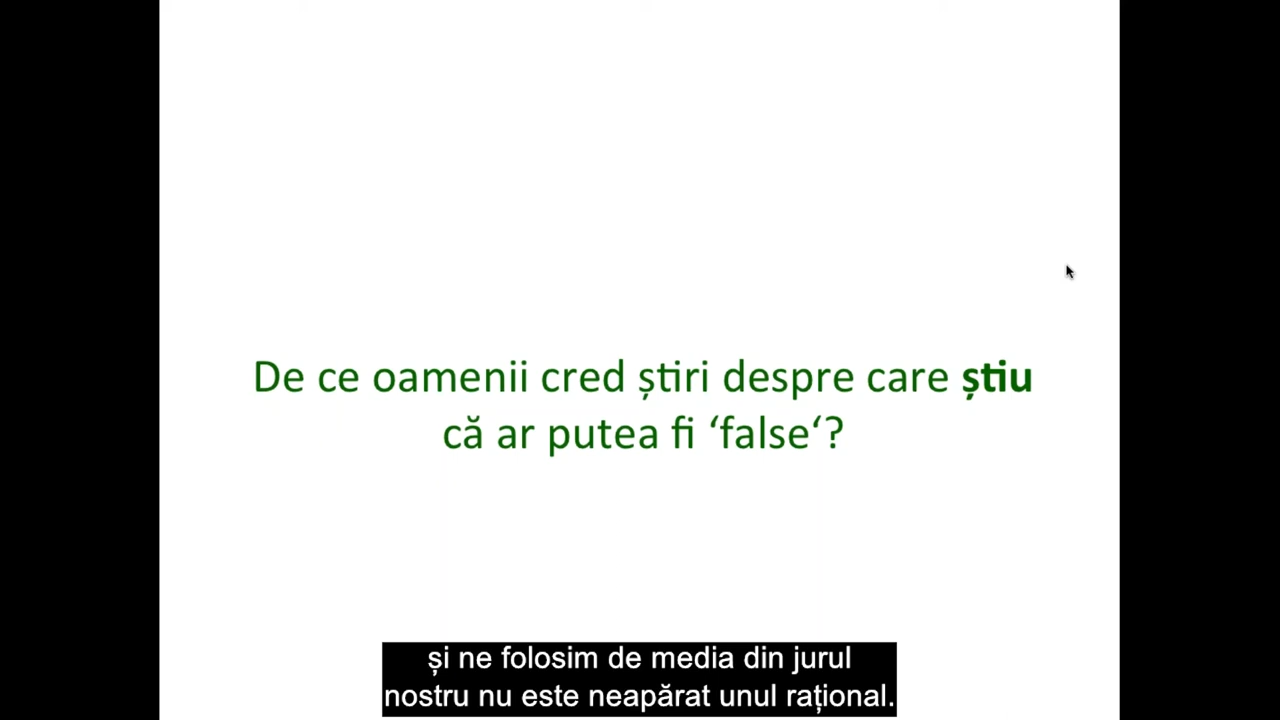 De ce oamenii cred știri despre care știu
că ar putea fi ‘false‘?
și ne folosim de media din jurul
nostru nu este neapărat unul rațional.